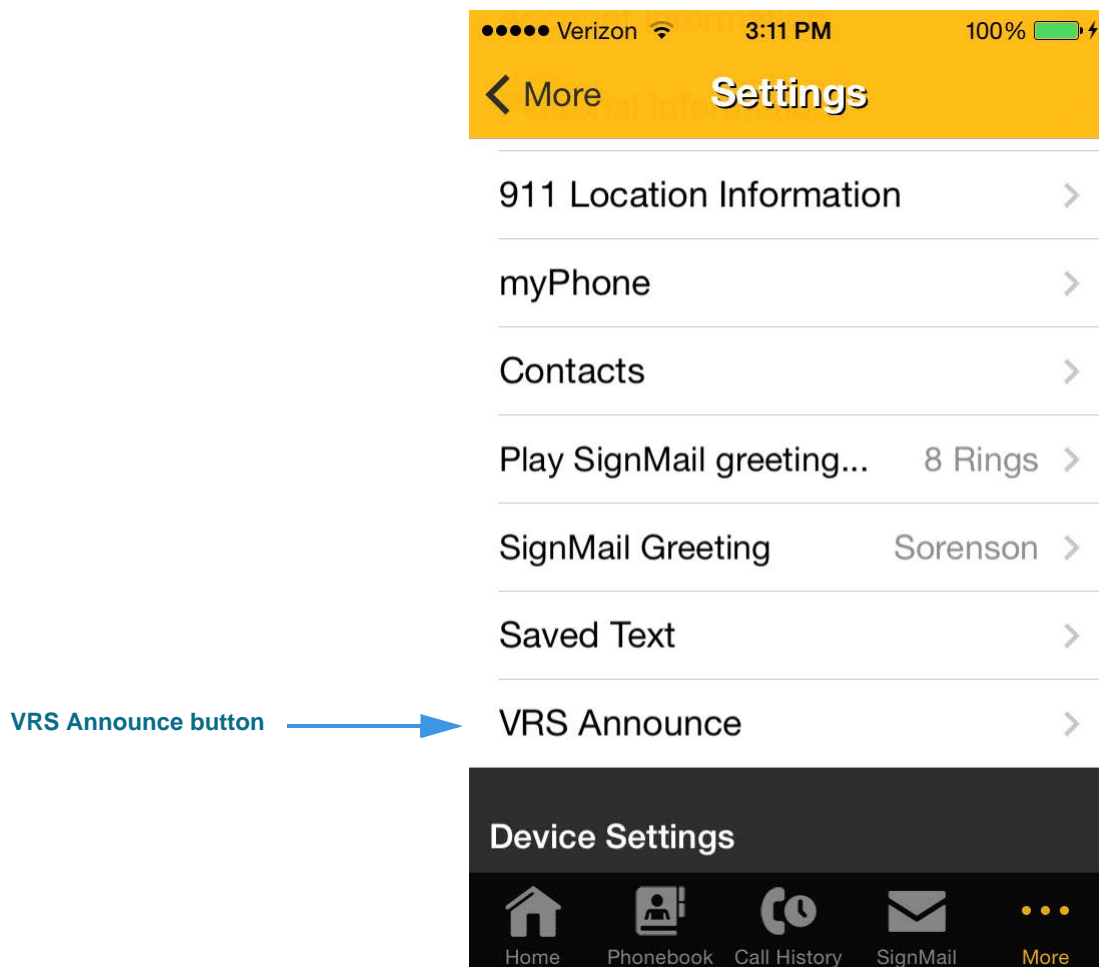 Verizon 3:11 PM 100%
More Settings
911 Location Information
myPhone
Contacts
Play SignMail greeting... 8 Rings
SignMail Greeting Sorenson
Saved Text
VRS Announce button
VRS Announce
Device Settings
Home Phonebook Call History SignMail More